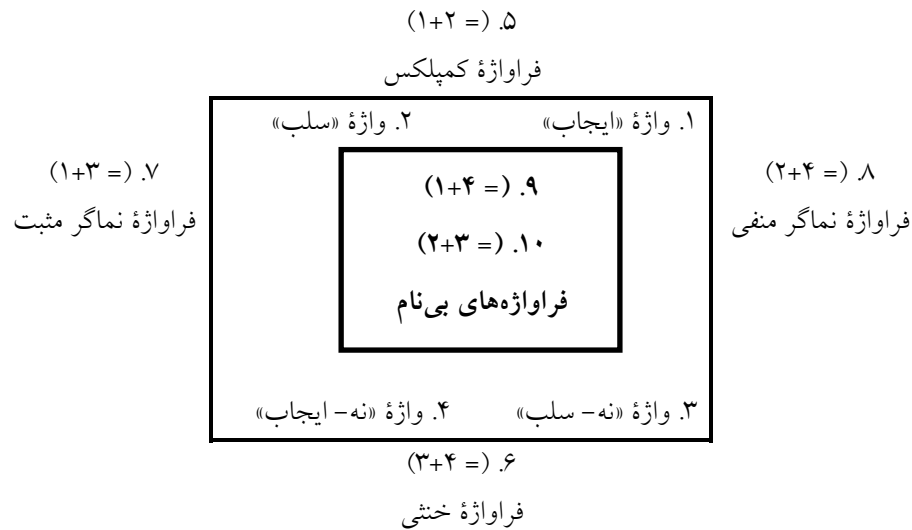 ۵. (= ۱+۲)
فراواژهٔ کمپلکس
۱. واژهٔ «ایجاب» ۲. واژهٔ «سلب»
۸. (= ۲+۴)
فراواژهٔ نماگر منفی
۹. (= ۱+۴)
۱۰. (= ۲+۳)
فراواژه‌های بی‌نام
۷. (= ۱+۳)
فراواژهٔ نماگر مثبت
۳. واژهٔ «نه- سلب» ۴. واژهٔ «نه- ایجاب»
۶. (= ۳+۴)
فراواژهٔ خنثی